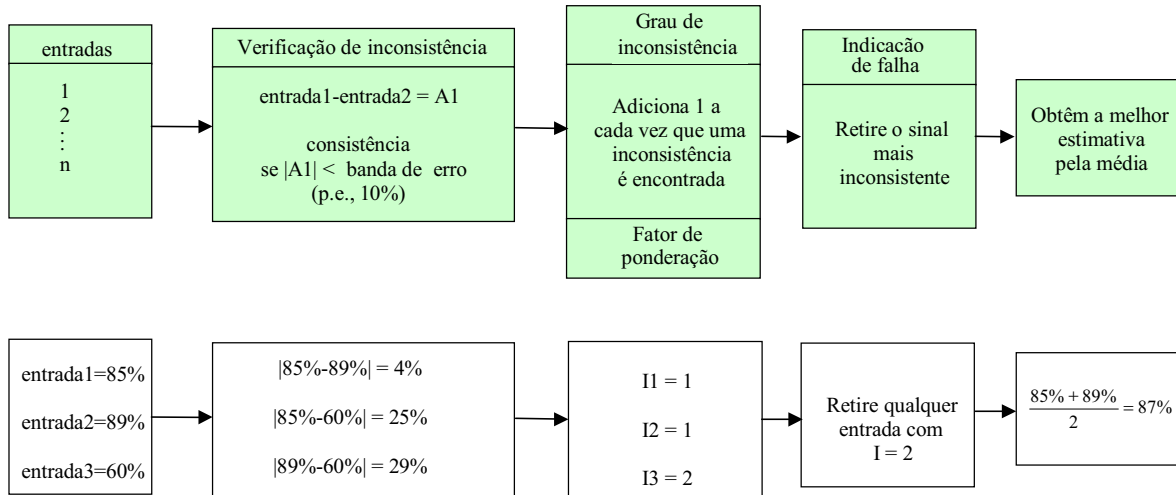 entradas
1
2
:
n
Verificação de inconsistência
entrada1-entrada2 = A1
consistência
se |A1| < banda de erro
(p.e., 10%)
Grau de
inconsistência
Adiciona 1 a
cada vez que uma
inconsistência
é encontrada
Fator de
ponderação
Indicacão
de falha
Retire o sinal
mais
inconsistente
Obtêm a melhor
estimativa
pela média
entrada1=85%
entrada2=89%
entrada3=60%
|85%-89%| = 4%
|85%-60%| = 25%
|89%-60%| = 29%
I1 = 1
I2 = 1
I3 = 2
Retire qualquer
entrada com
I = 2
85% + 89%
2
= 87%